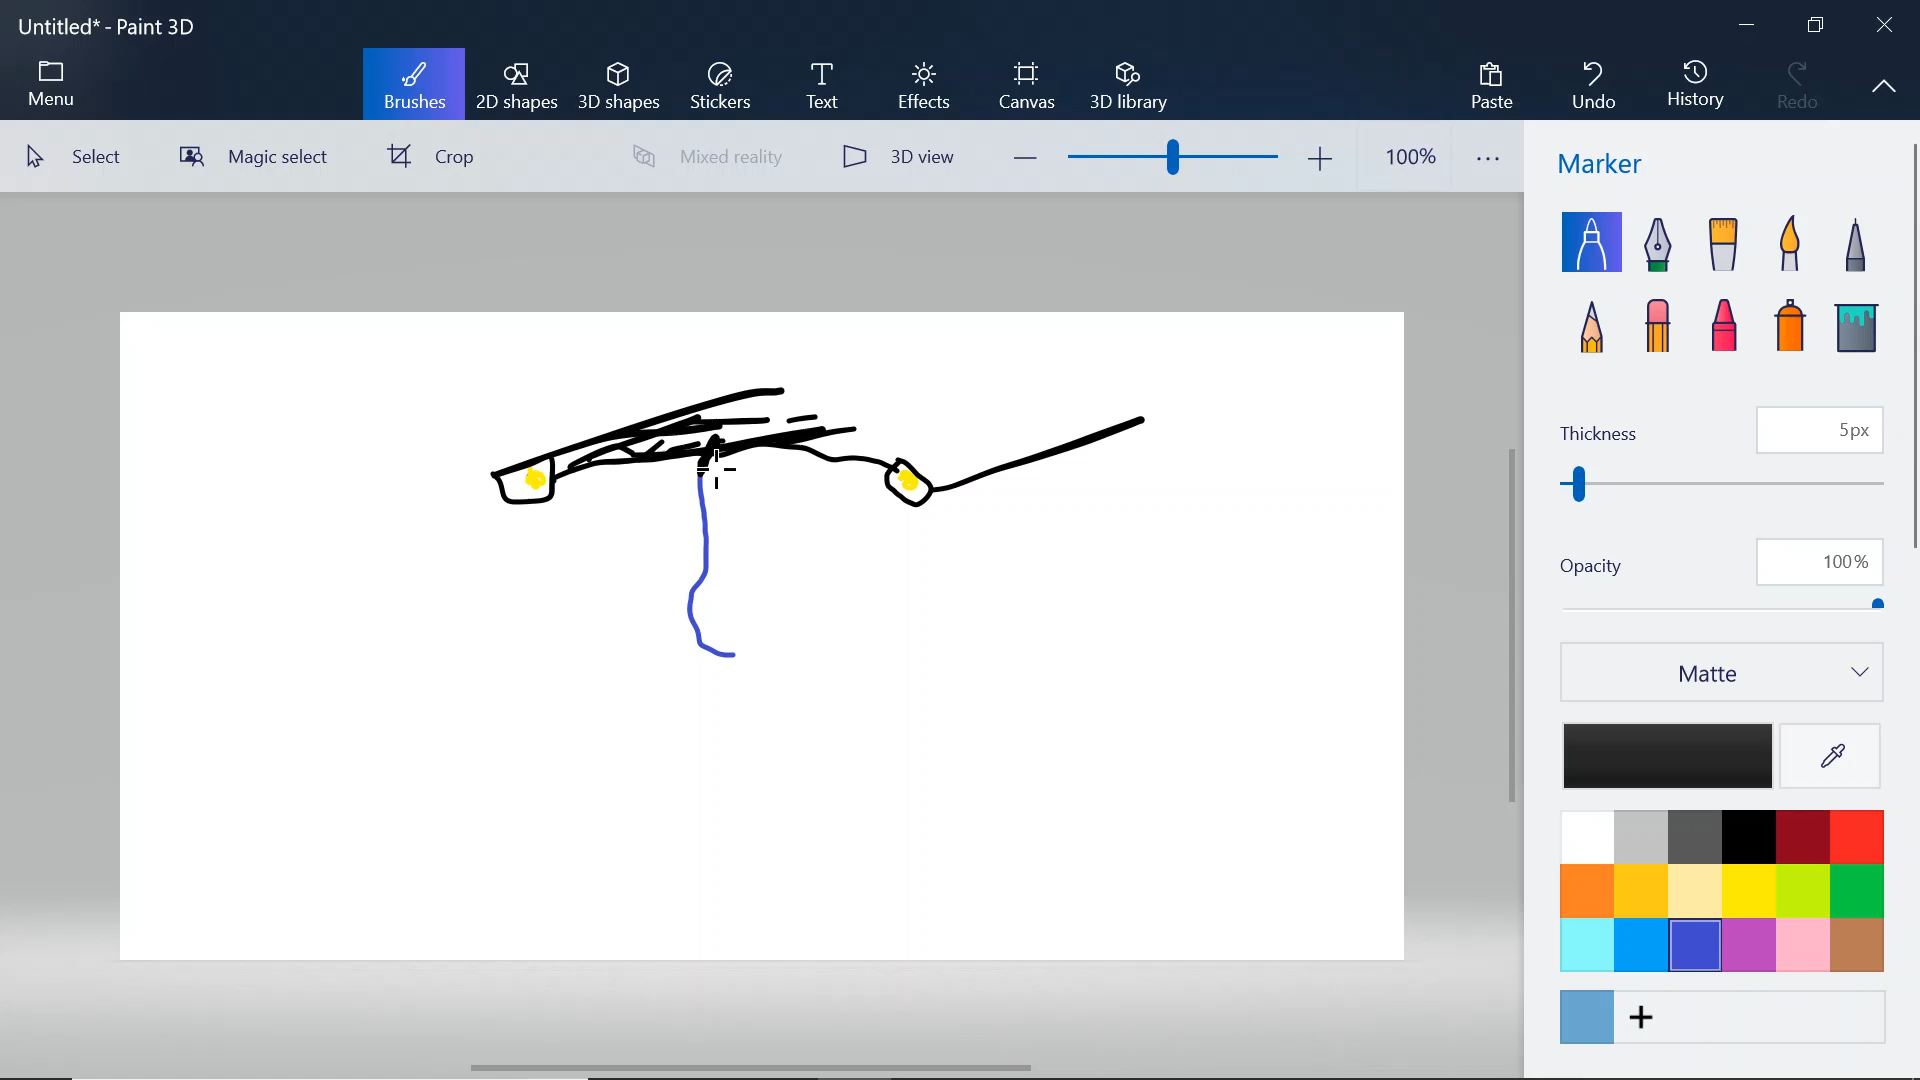 Untitled* - Paint 3D
Menu
Brushes
2D shapes
3D shapes
Stickers
Text
Effects
Canvas
3D library
Paste
Undo
History
Redo
Select
Magic select
Crop
Mixed reality
3D view
100%
Marker
Thickness
5px
Opacity
100%
Matte